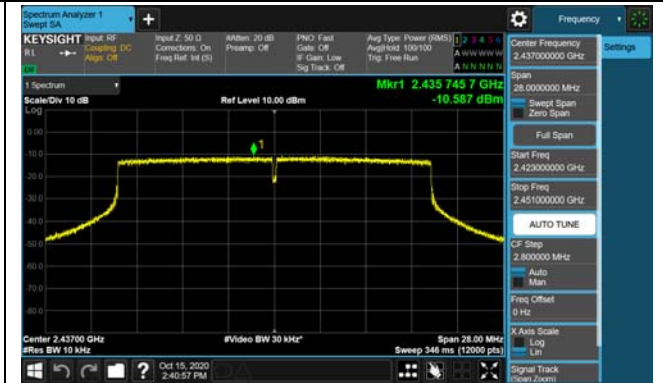 Spectrum Analyzer 1
Swept SA
+
Frequency
KEYSIGHT
RL
Input: RF
Coupling: DC
Align: Off
Input Z: 50 Ω
Corrections: On
Freq Ref: Int (S)
#Atten: 20 dB
Preamp: Off
PNO: Fast
Gate: Off
IF Gain: Low
Sig Track: Off
Avg Type: Power (RMS)
Avg|Hold: 100/100
Trig: Free Run
1 2 3 4 5 6
A W W W W W
A N N N N N
1 Spectrum
Scale/Div 10 dB
Log
Ref Level 10.00 dBm
Mkr1 2.435 745 7 GHz
-10.587 dBm
1
0.00
-10.0
-20.0
-30.0
-40.0
-50.0
-60.0
-70.0
-80.0
Center 2.43700 GHz
#Res BW 10 kHz
#Video BW 30 kHz*
Span 28.00 MHz
Sweep 346 ms (12000 pts)
Center Frequency
2.437000000 GHz
Settings
Span
28.0000000 MHz
Swept Span
Zero Span
Full Span
Start Freq
2.423000000 GHz
Stop Freq
2.451000000 GHz
AUTO TUNE
CF Step
2.800000 MHz
Auto
Man
Freq Offset
0 Hz
X Axis Scale
Log
Lin
Signal Track
(Span Zoom)
?
Oct 15, 2020
2:40:57 PM